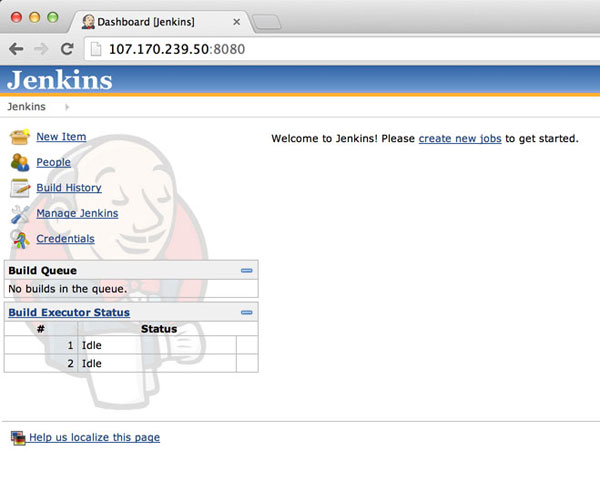 Dashboard [Jenkins]
107.170.239.50:8080
Jenkins
Jenkins
New Item
People
Build History
Manage Jenkins
Credentials
Welcome to Jenkins! Please create new jobs to get started.
Build Queue
No builds in the queue.
Build Executor Status
# Status
1 Idle
2 Idle
Help us localize this page